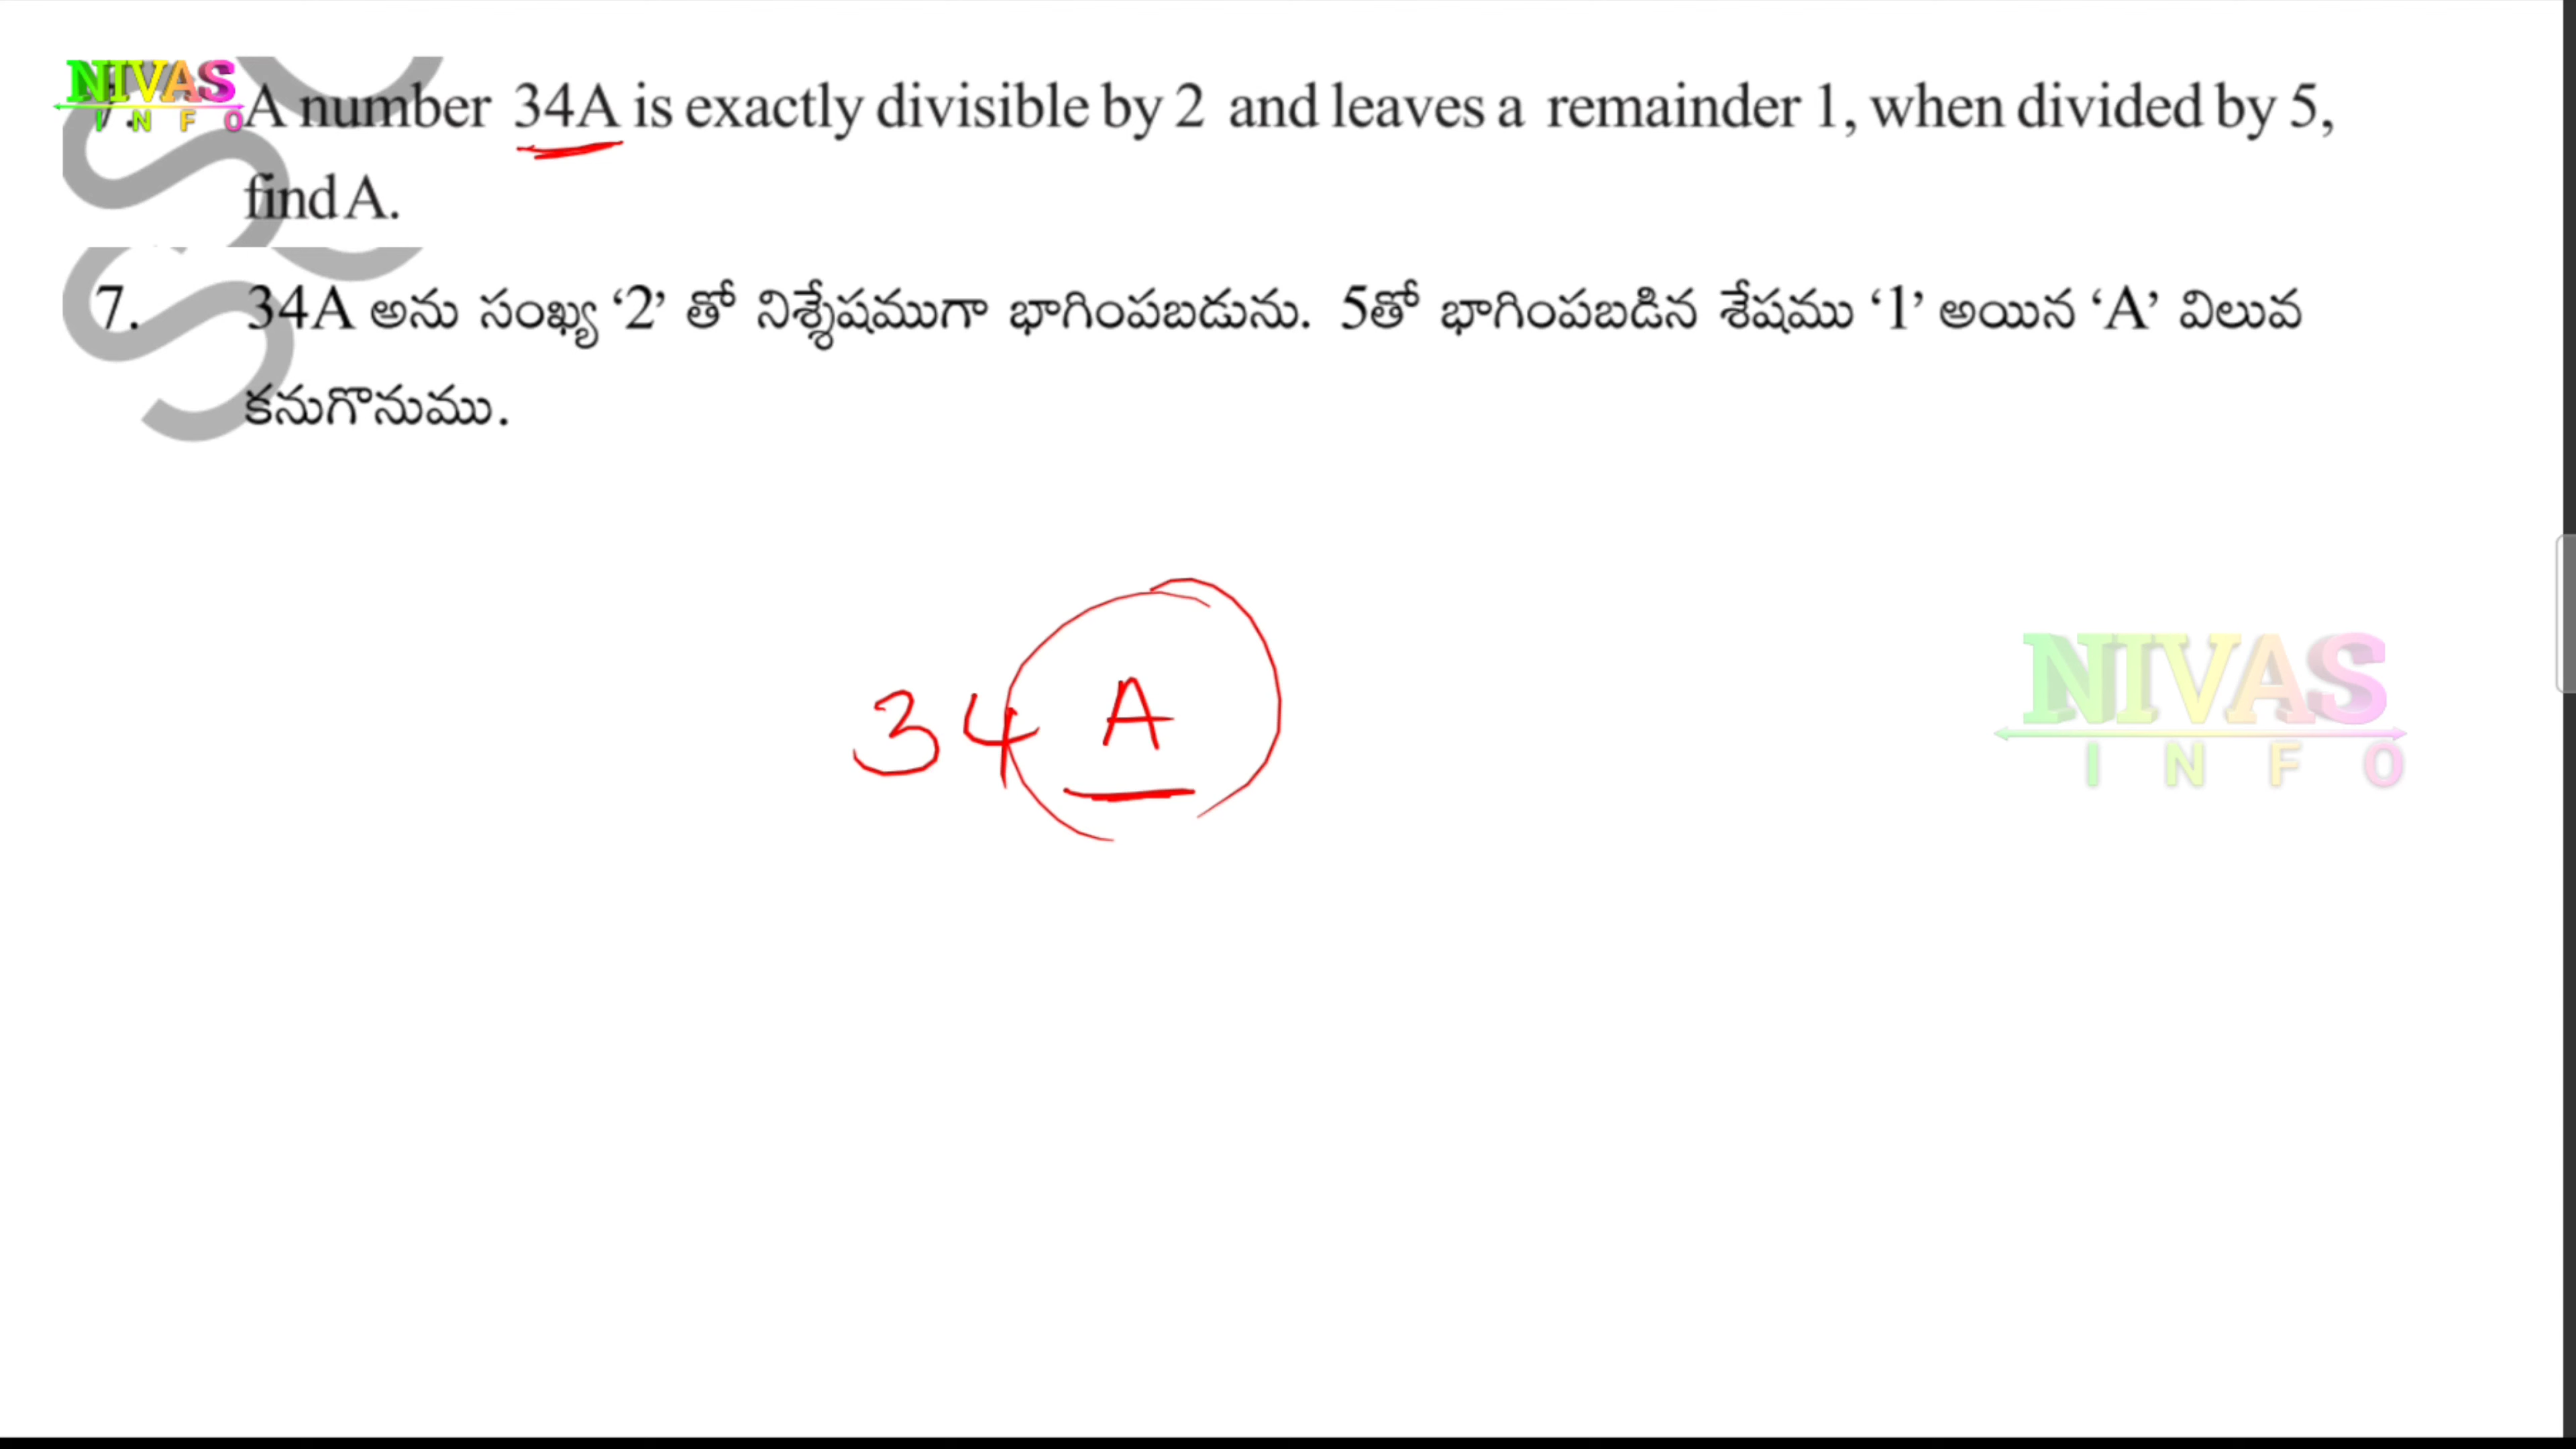 NIVAS
INFO
7. A number 34A is exactly divisible by 2 and leaves a remainder 1, when divided by 5,
find A.
7. 34A అను సంఖ్య ‘2’ తో నిశ్శేషముగా భాగింపబడును. 5తో భాగింపబడిన శేషము ‘1’ అయిన ‘A’ విలువ
కనుగొనుము.
34A
NIVAS
INFO